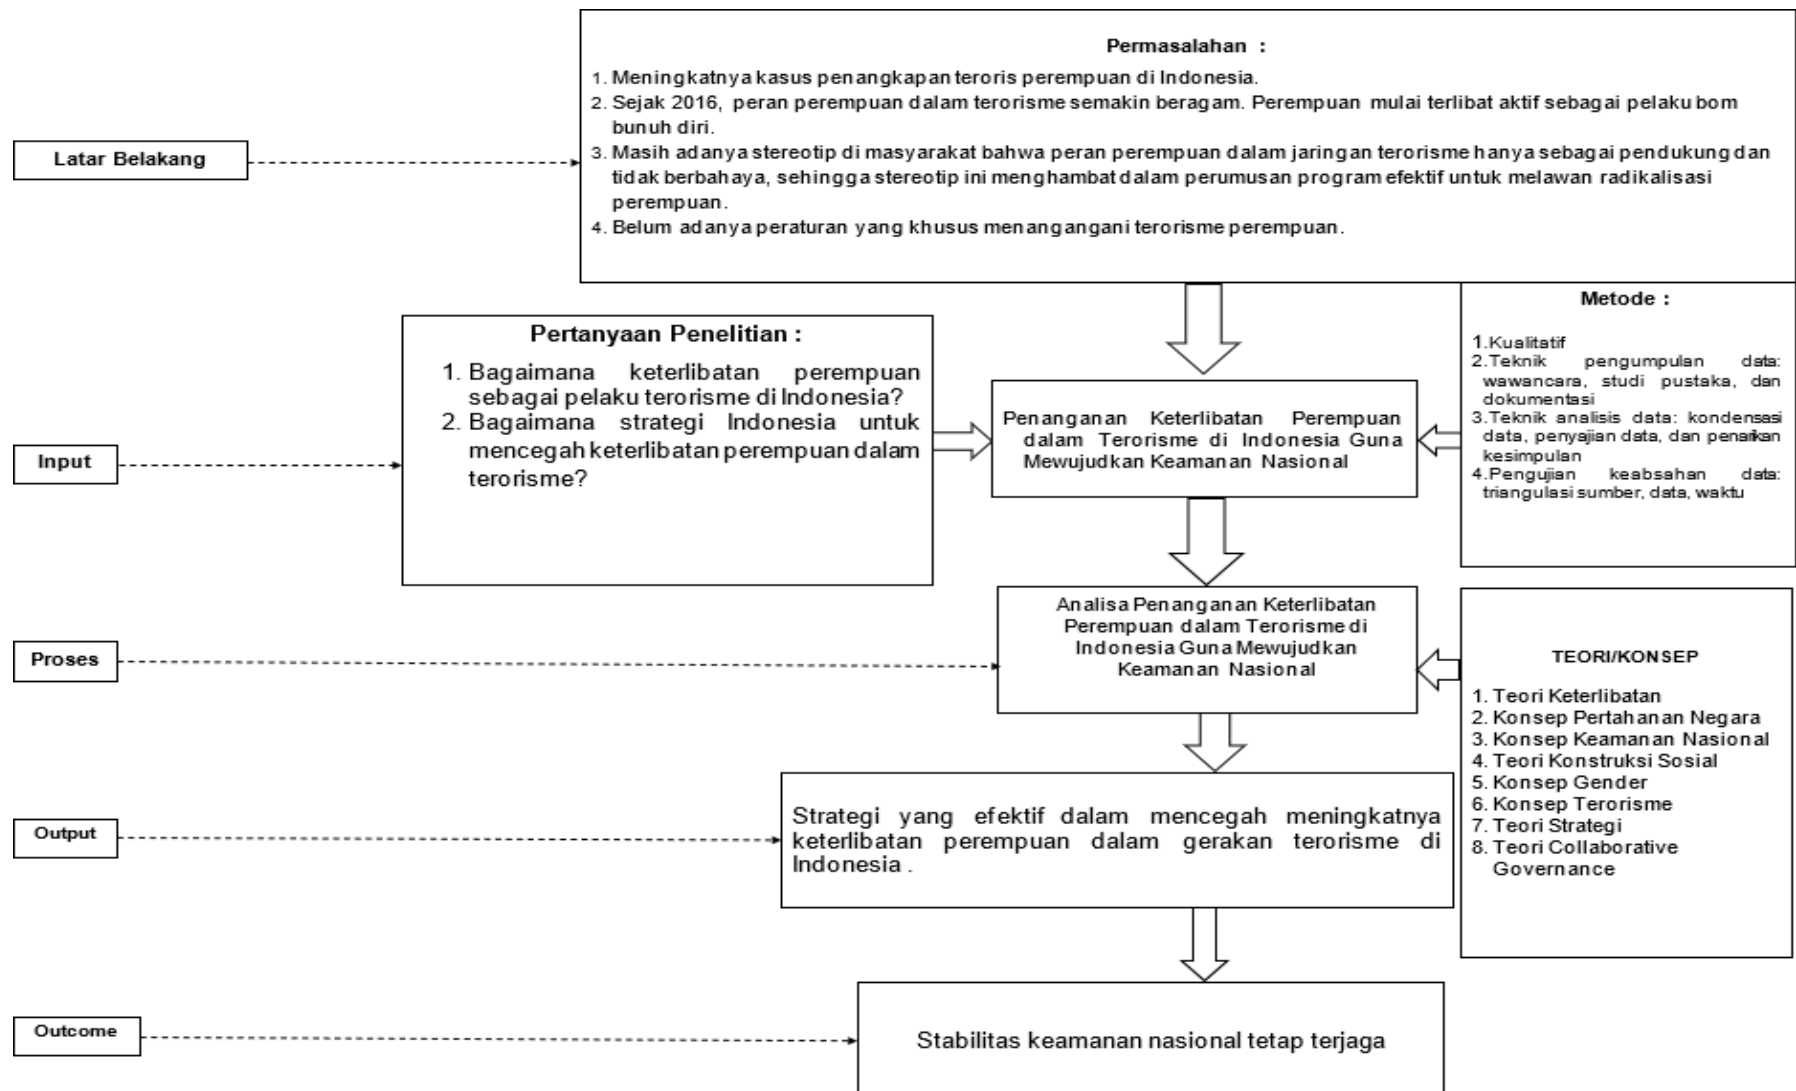 Permasalahan :
1. Meningkatnya kasus penangkapan teroris perempuan di Indonesia.
2. Sejak 2016, peran perempuan dalam terorisme semakin beragam. Perempuan mulai terlibat aktif sebagai pelaku bom
bunuh diri.
3. Masih adanya stereotip di masyarakat bahwa peran perempuan dalam jaringan terorisme hanya sebagai pendukung dan
tidak berbahaya, sehingga stereotip ini menghambat dalam perumusan program efektif untuk melawan radikalisasi
perempuan.
4. Belum adanya peraturan yang khusus menangangani terorisme perempuan.
Latar Belakang
Pertanyaan Penelitian :
1. Bagaimana keterlibatan perempuan
sebagai pelaku terorisme di Indonesia?
2. Bagaimana strategi Indonesia untuk
mencegah keterlibatan perempuan dalam
terorisme?
Input
Penanganan Keterlibatan Perempuan
dalam Terorisme di Indonesia Guna
Mewujudkan Keamanan Nasional
Metode :
1.Kualitatif
2.Teknik pengumpulan data:
wawancara, studi pustaka, dan
dokumentasi
3.Teknik analisis data: kondensasi
data, penyajian data, dan penarikan
kesimpulan
4.Pengujian keabsahan data:
triangulasi sumber, data, waktu
Proses
Analisa Penanganan Keterlibatan
Perempuan dalam Terorisme di
Indonesia Guna Mewujudkan
Keamanan Nasional
TEORI/KONSEP
1. Teori Keterlibatan
2. Konsep Pertahanan Negara
3. Konsep Keamanan Nasional
4. Teori Konstruksi Sosial
5. Konsep Gender
6. Konsep Terorisme
7. Teori Strategi
8. Teori Collaborative
Governance
Output
Strategi yang efektif dalam mencegah meningkatnya
keterlibatan perempuan dalam gerakan terorisme di
Indonesia .
Outcome
Stabilitas keamanan nasional tetap terjaga